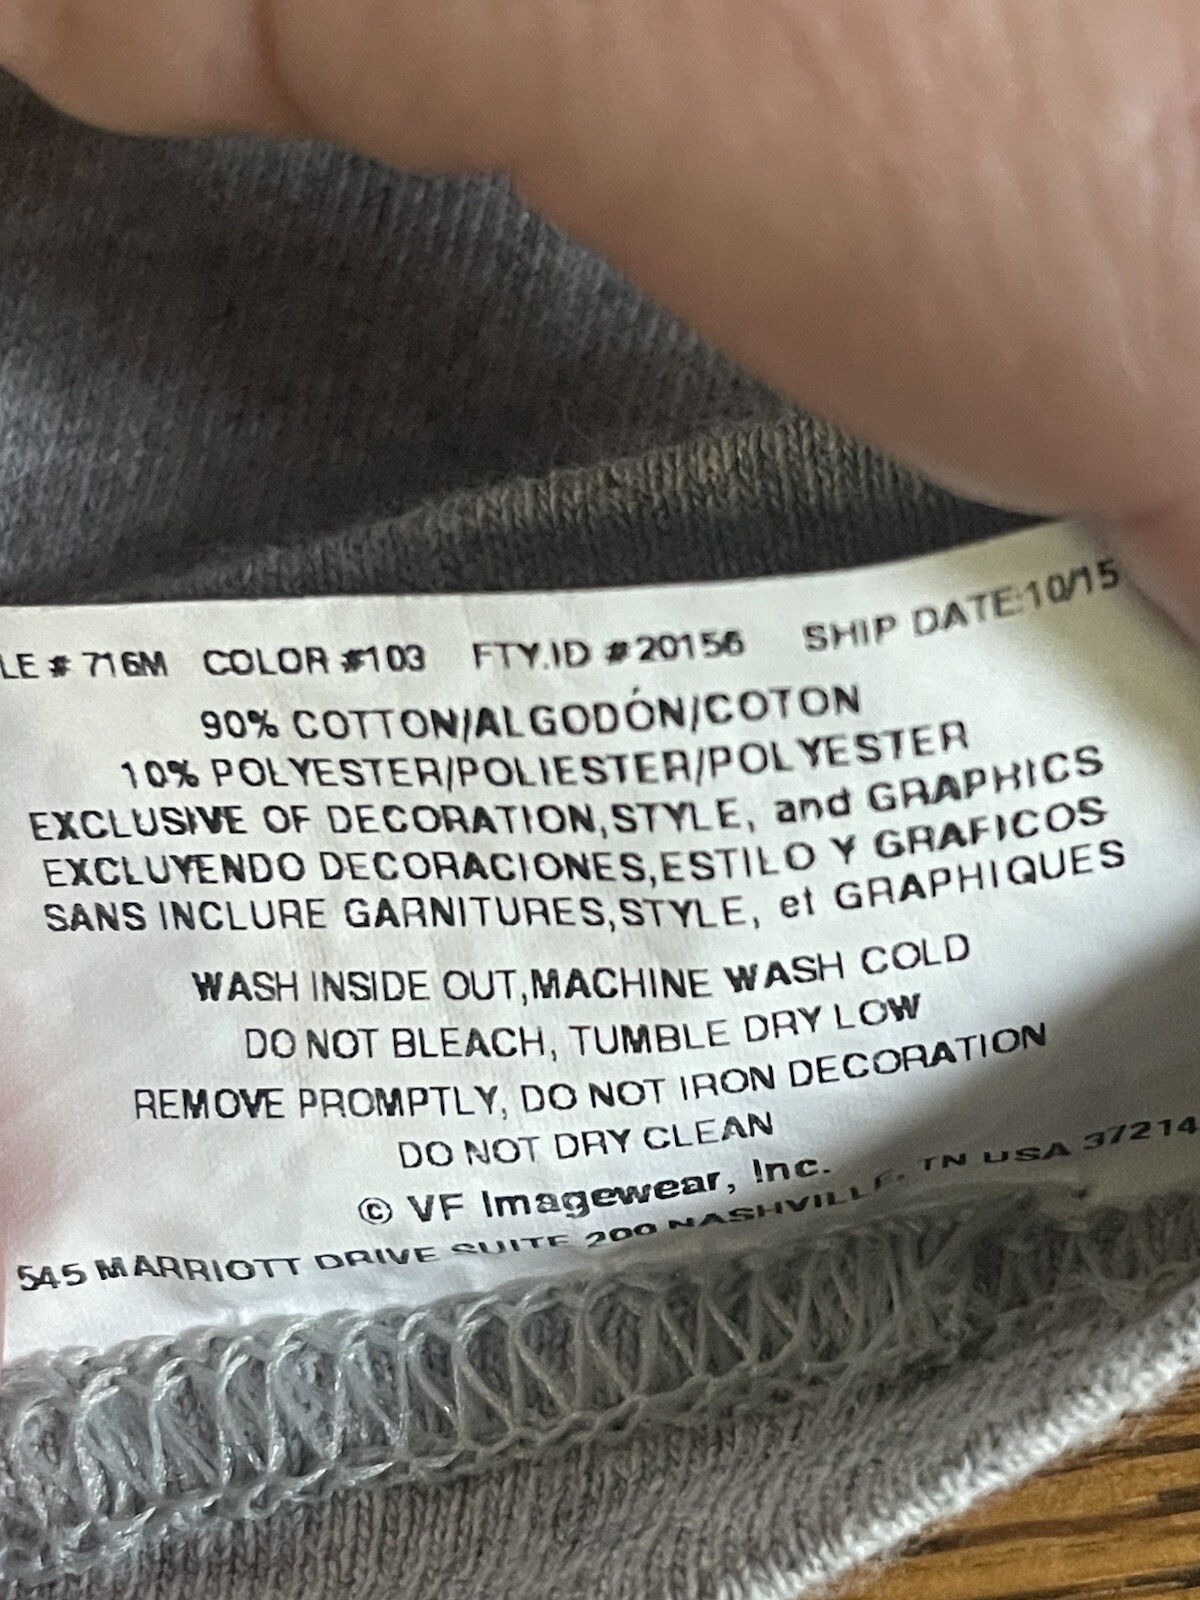 LE # 716M COLOR #103 FTY.ID #20156 SHIP DATE:10/15
90% COTTON/ALGODÓN/COTON
10% POLYESTER/POLIESTER/POLYESTER
EXCLUSIVE OF DECORATION,STYLE, and GRAPHICS
EXCLUYENDO DECORACIONES,ESTILO Y GRAFICOS
SANS INCLURE GARNITURES,STYLE, et GRAPHIQUES
WASH INSIDE OUT,MACHINE WASH COLD
DO NOT BLEACH, TUMBLE DRY LOW
REMOVE PROMPTLY, DO NOT IRON DECORATION
DO NOT DRY CLEAN
© VF Imagewear, Inc.
545 MARRIOTT DRIVE SUITE 200 NASHVILLE, TN USA 37214